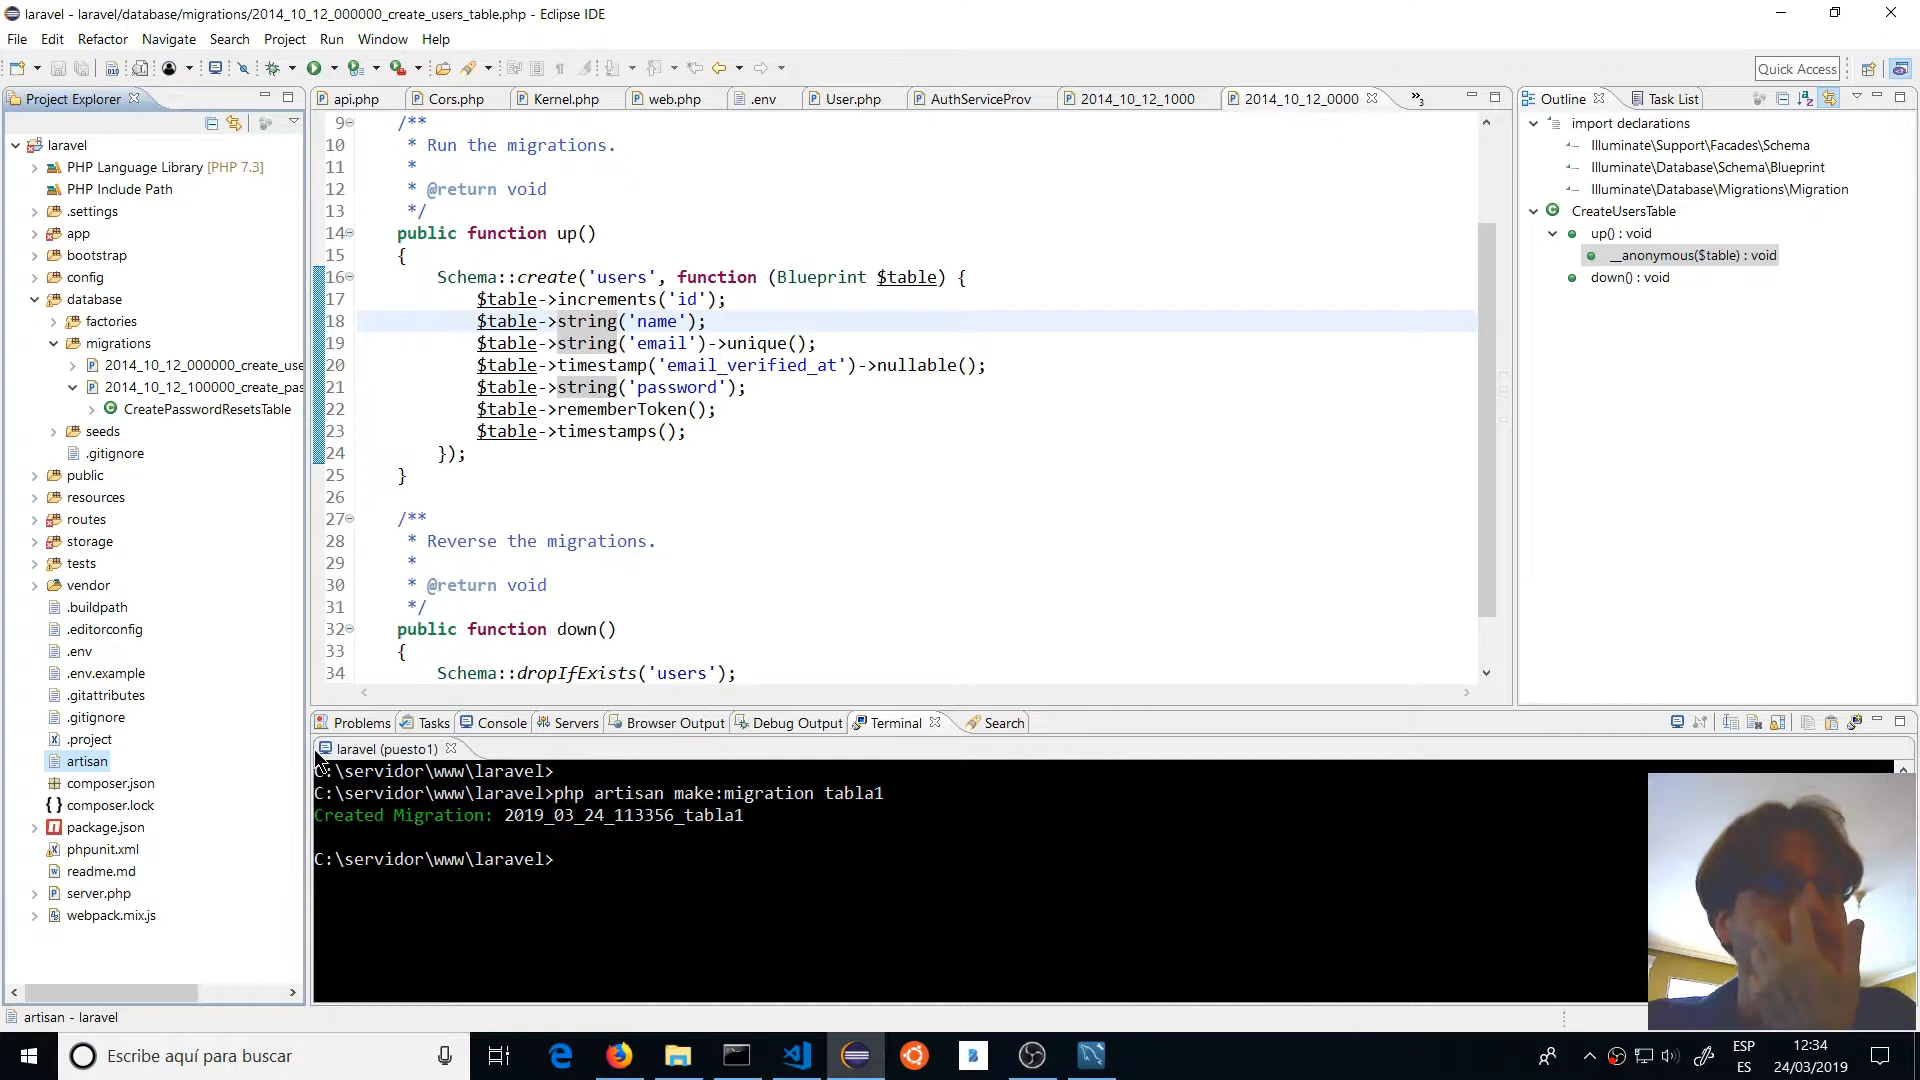 laravel - laravel/database/migrations/2014_10_12_000000_create_users_table.php - Eclipse IDE
File Edit Refactor Navigate Search Project Run Window Help
Quick Access
Project Explorer
api.php Cors.php Kernel.php web.php .env User.php AuthServiceProv 2014_10_12_1000 2014_10_12_0000 »3
Outline Task List
laravel
PHP Language Library [PHP 7.3]
PHP Include Path
.settings
app
bootstrap
config
database
factories
migrations
2014_10_12_000000_create_use
2014_10_12_100000_create_pas
CreatePasswordResetsTable
seeds
.gitignore
public
resources
routes
storage
tests
vendor
.buildpath
.editorconfig
.env
.env.example
.gitattributes
.gitignore
.project
artisan
composer.json
composer.lock
package.json
phpunit.xml
readme.md
server.php
webpack.mix.js
9 /**
10 * Run the migrations.
11 *
12 * @return void
13 */
14 public function up()
15 {
16 Schema::create('users', function (Blueprint $table) {
17 $table->increments('id');
18 $table->string('name');
19 $table->string('email')->unique();
20 $table->timestamp('email_verified_at')->nullable();
21 $table->string('password');
22 $table->rememberToken();
23 $table->timestamps();
24 });
25 }
26
27 /**
28 * Reverse the migrations.
29 *
30 * @return void
31 */
32 public function down()
33 {
34 Schema::dropIfExists('users');
import declarations
Illuminate\Support\Facades\Schema
Illuminate\Database\Schema\Blueprint
Illuminate\Database\Migrations\Migration
CreateUsersTable
up() : void
__anonymous($table) : void
down() : void
Problems Tasks Console Servers Browser Output Debug Output Terminal Search
laravel (puesto1)
C:\servidor\www\laravel>
C:\servidor\www\laravel>php artisan make:migration tabla1
Created Migration: 2019_03_24_113356_tabla1
C:\servidor\www\laravel>
artisan - laravel
Escribe aquí para buscar
ESP
ES
12:34
24/03/2019